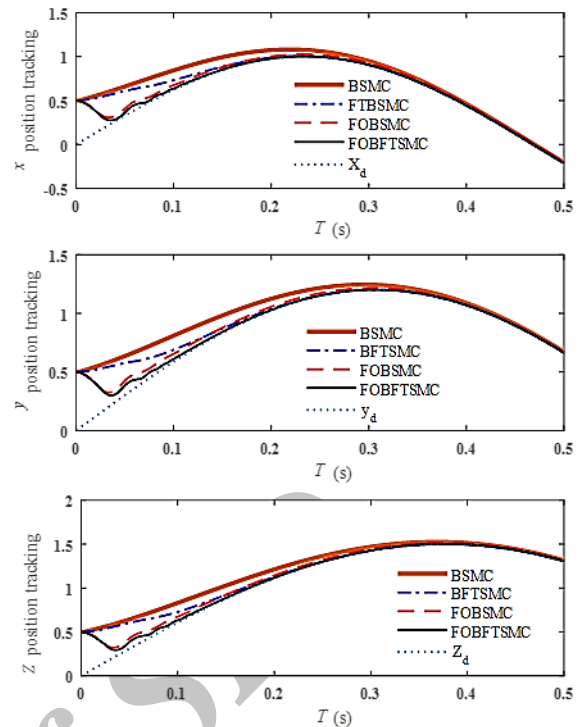 x position tracking
1.5
1
0.5
0
-0.5
BSMC
FTBSMC
FOBSMC
FOBFTSMC
X_d
0 0.1 0.2 0.3 0.4 0.5
T (s)
y position tracking
1.5
1
0.5
0
BSMC
BFTSMC
FOBSMC
FOBFTSMC
y_d
0 0.1 0.2 0.3 0.4 0.5
T (s)
Z position tracking
2
1.5
1
0.5
0
BSMC
BFTSMC
FOBSMC
FOBFTSMC
Z_d
0 0.1 0.2 0.3 0.4 0.5
T (s)